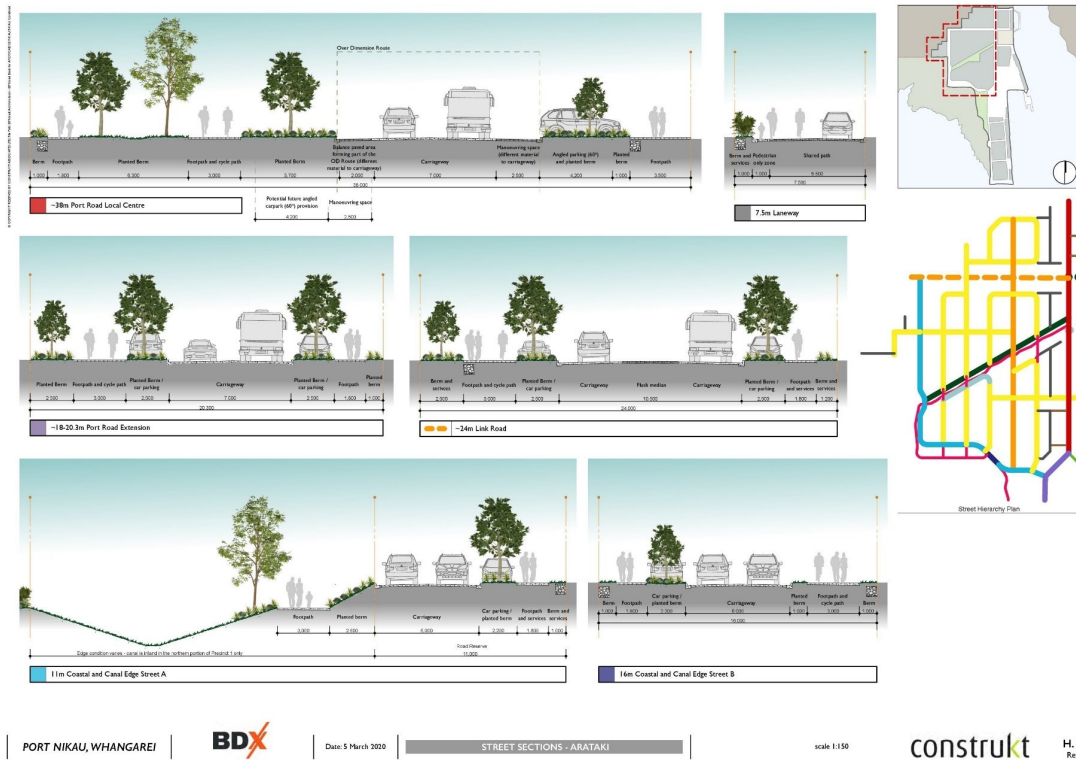 Over Dimension Route
Berm
Footpath
Planted Berm
Footpath and cycle path
Planted Berm
Balance paved area
forming part of the
OD Route (different
material to carriageway)
Carriageway
Manoeuvring space
(different material
to carriageway)
Angled parking (60°)
and planted berm
Planted
berm
Footpath
1,000
1,800
6,300
3,000
5,700
2,000
7,000
2,500
4,200
1,500
3,500
38,000
~38m Port Road Local Centre
Potential future angled
carpark (60°) provision
Manoeuvring space
4,200
2,500
Berm and
services
Pedestrian
only zone
Shared path
1,000
1,000
5,500
7,500
7.5m Laneway
Planted Berm
Footpath and cycle path
Planted Berm /
car parking
Carriageway
Planted Berm /
car parking
Footpath
Planted
berm
2,500
3,000
2,500
7,000
2,500
1,800
1,000
20,300
~18-20.3m Port Road Extension
Berm and
services
Footpath and cycle path
Planted Berm /
car parking
Carriageway
Flush median
Carriageway
Planted Berm /
car parking
Footpath
and services
Berm and
services
3,000
2,500
10,500
1,800
1,200
24,000
~24m Link Road
Street Hierarchy Plan
Footpath
Planted berm
Carriageway
Car parking /
planted berm
Footpath
and services
Berm and
services
3,000
2,500
6,000
2,200
1,800
1,000
Edge condition varies - canal is inland in the northern portion of Precinct 1 only
Road Reserve
11,000
11m Coastal and Canal Edge Street A
Berm
Footpath
Car parking /
planted berm
Carriageway
Planted
berm
Footpath and
cycle path
Berm
1,000
1,800
2,200
6,000
1,000
3,000
1,000
16,000
16m Coastal and Canal Edge Street B
PORT NIKAU, WHANGAREI
BDX
Date: 5 March 2020
STREET SECTIONS - ARATAKI
scale 1:150
construkt
H.
Re